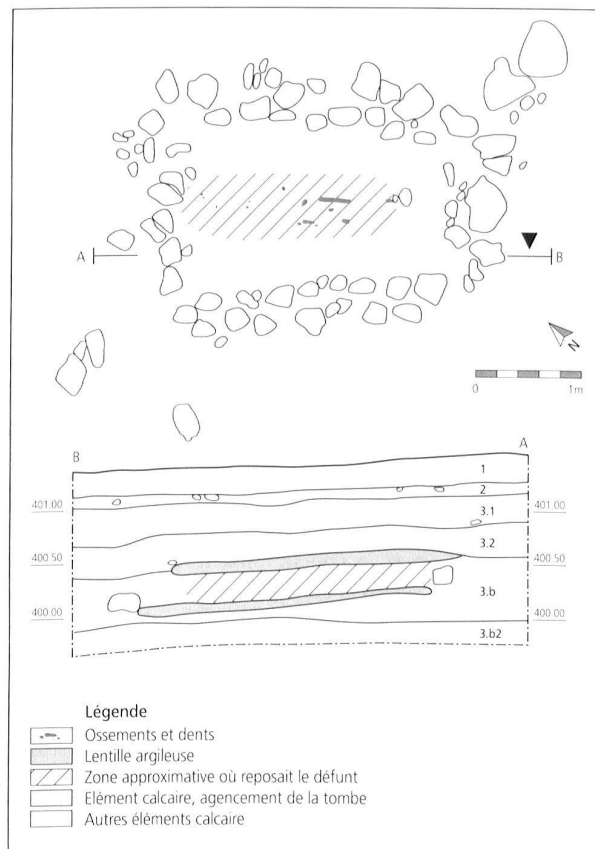 A
B
N
0 1m
B A
1
2
401.00 401.00
3.1
3.2
400.50 400.50
3.b
400.00 400.00
3.b2
Légende
Ossements et dents
Lentille argileuse
Zone approximative où reposait le défunt
Elément calcaire, agencement de la tombe
Autres éléments calcaire